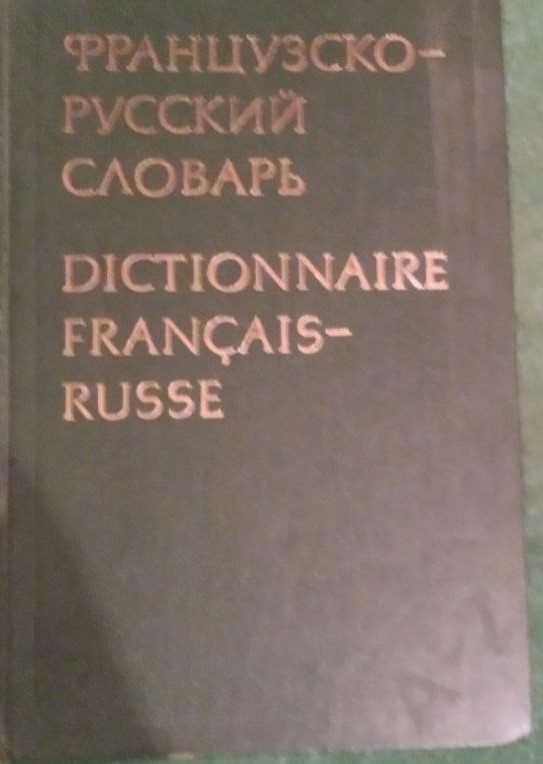 ФРАНЦУЗСКО-
РУССКИЙ
СЛОВАРЬ
DICTIONNAIRE
FRANÇAIS-
RUSSE